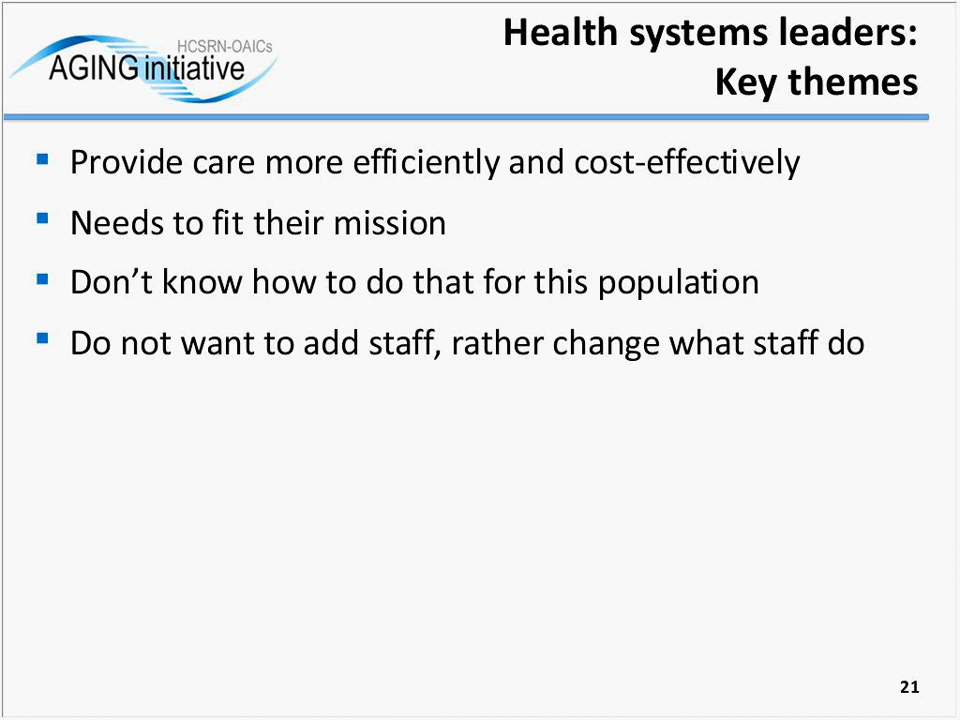 HCSRN-OAICs
AGING initiative
Health systems leaders:
Key themes
▪ Provide care more efficiently and cost-effectively
▪ Needs to fit their mission
▪ Don’t know how to do that for this population
▪ Do not want to add staff, rather change what staff do
21